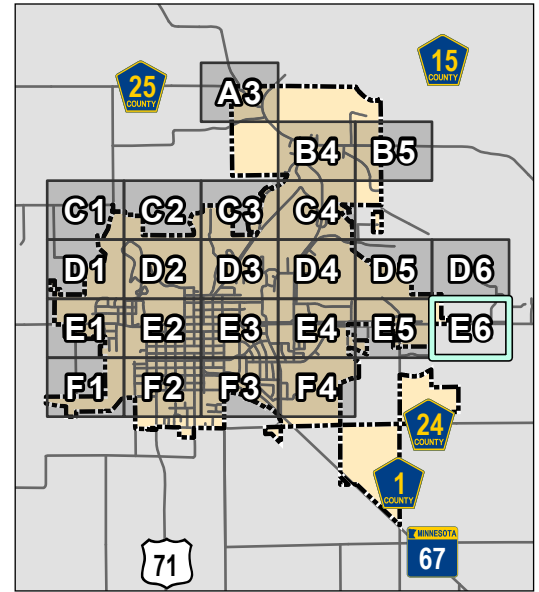 15
COUNTY
25
COUNTY
A3
B4 B5
C1 C2 C3 C4
D1 D2 D3 D4 D5 D6
E1 E2 E3 E4 E5 E6
F1 F2 F3 F4
24
COUNTY
1
COUNTY
MINNESOTA
67
71